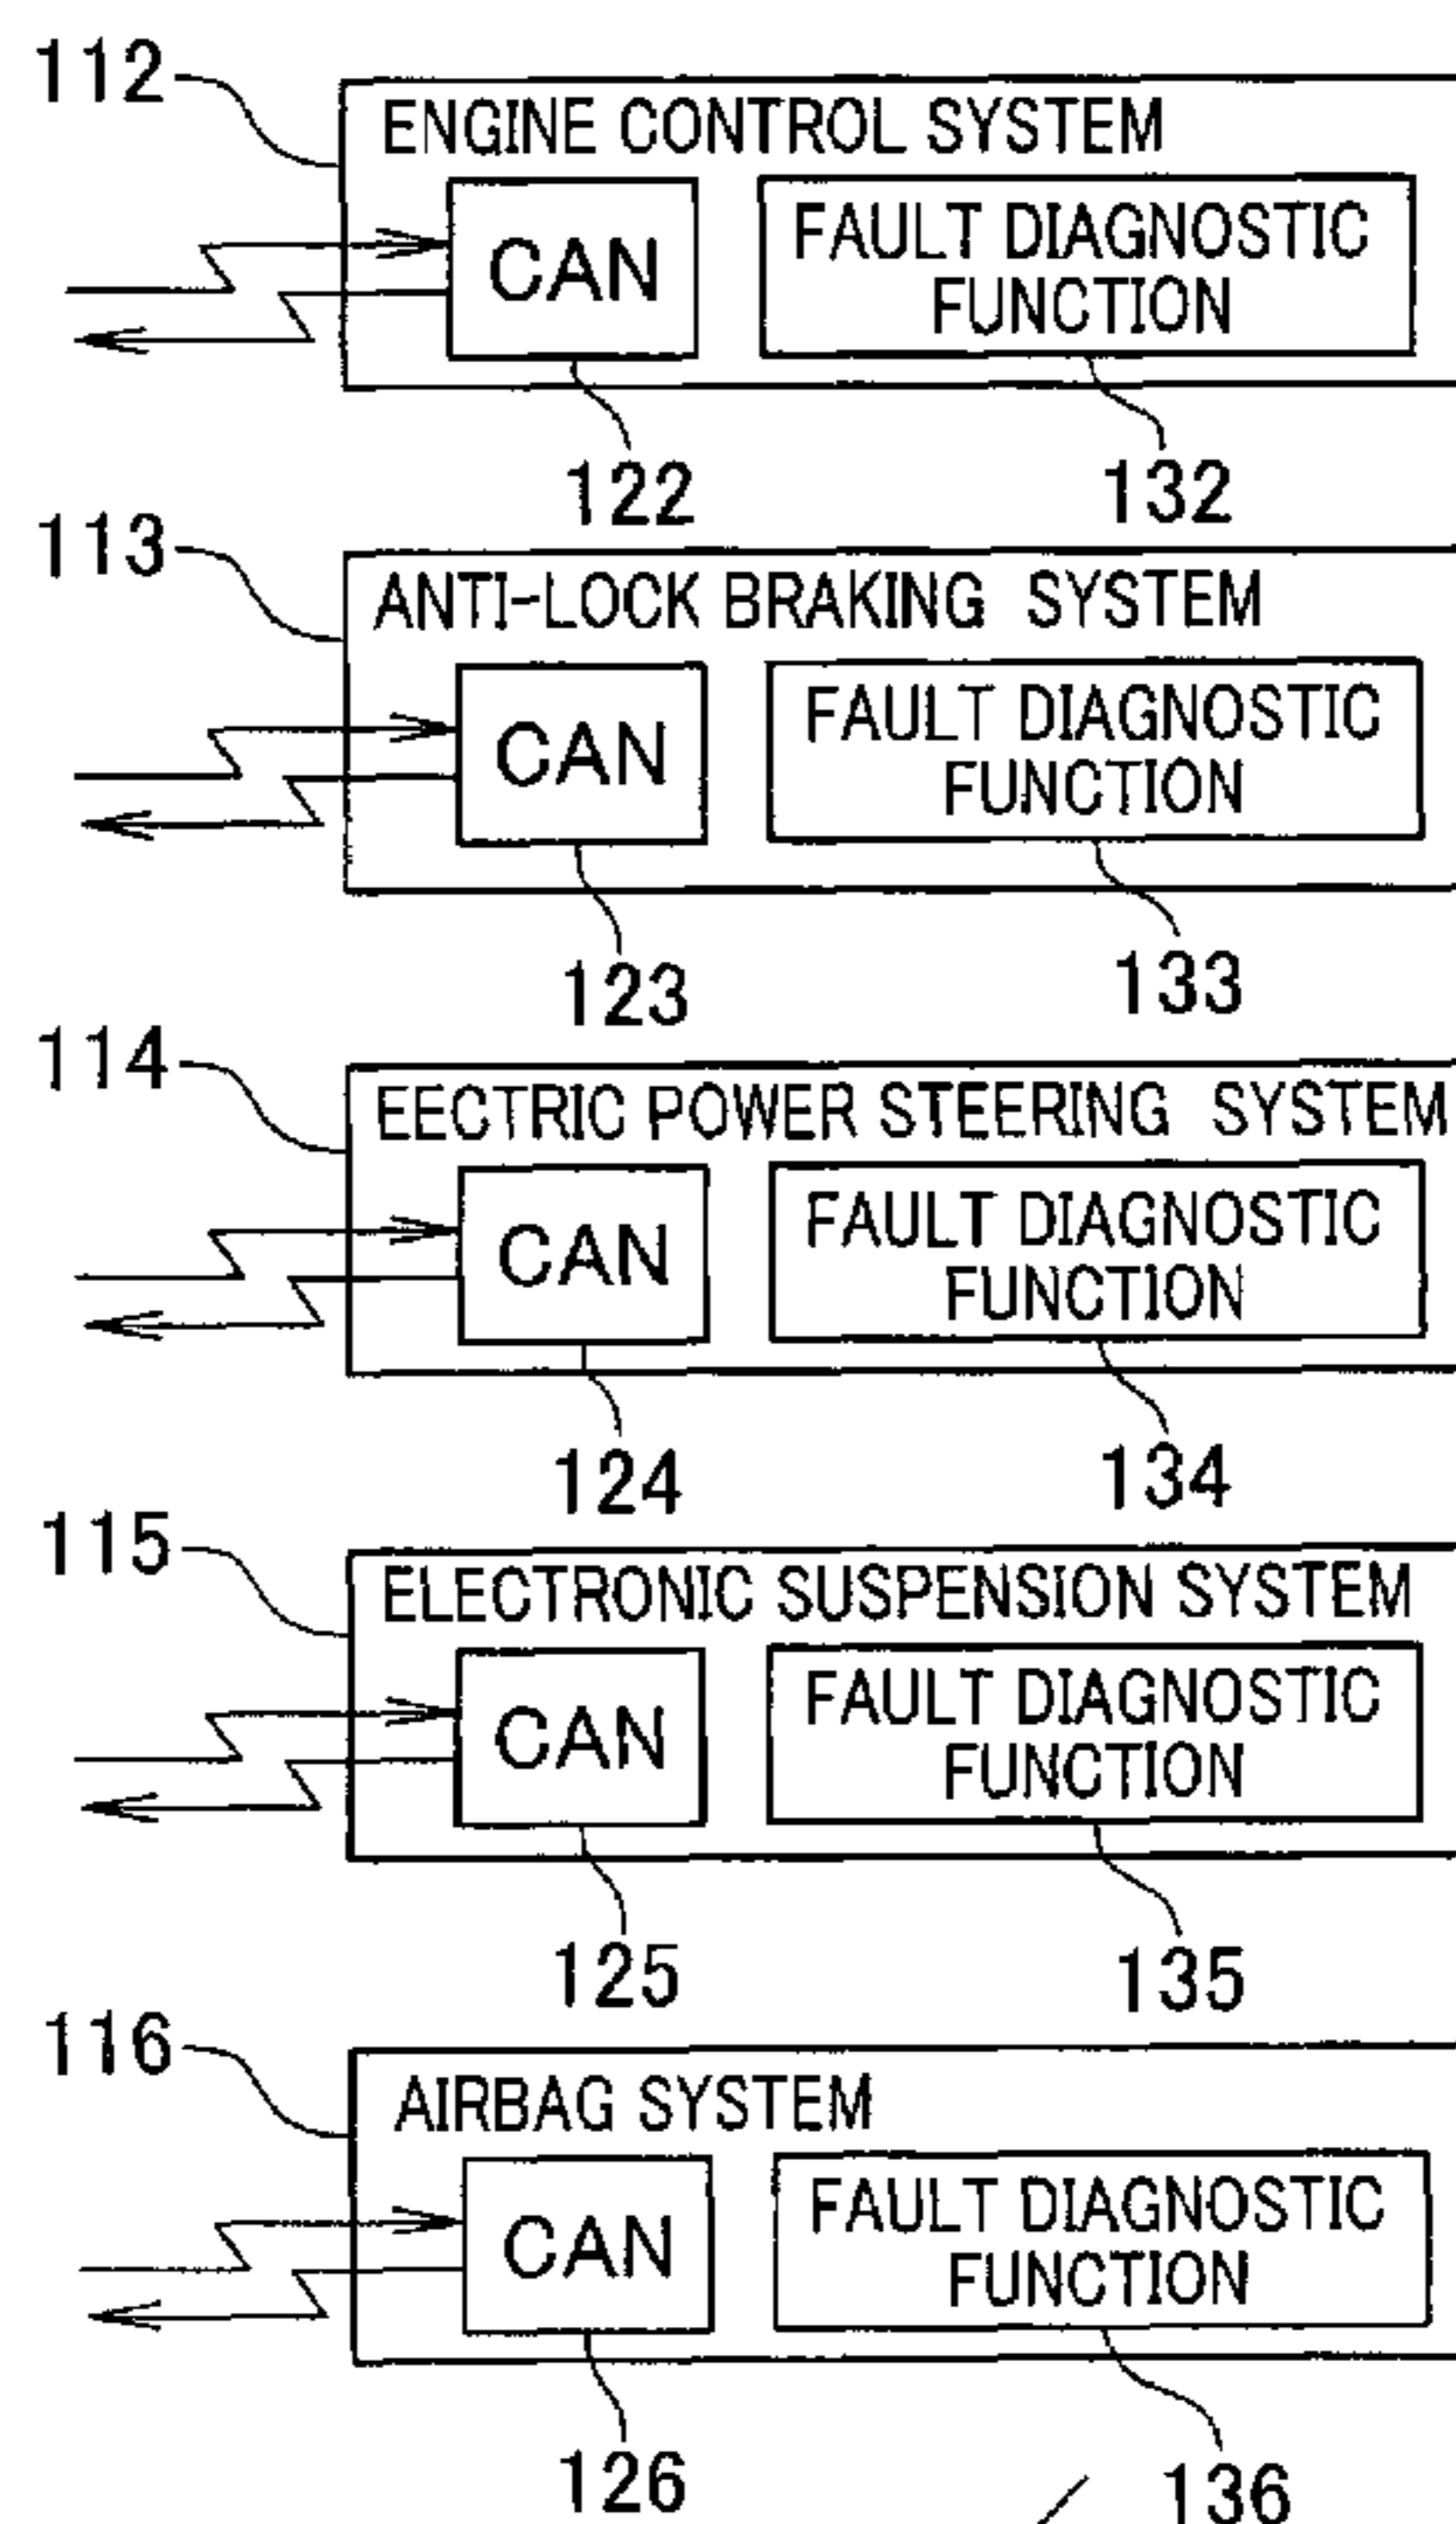 112
ENGINE CONTROL SYSTEM
CAN
FAULT DIAGNOSTIC
FUNCTION
122
132
113
ANTI-LOCK BRAKING SYSTEM
CAN
FAULT DIAGNOSTIC
FUNCTION
123
133
114
EECTRIC POWER STEERING SYSTEM
CAN
FAULT DIAGNOSTIC
FUNCTION
124
134
115
ELECTRONIC SUSPENSION SYSTEM
CAN
FAULT DIAGNOSTIC
FUNCTION
125
135
116
AIRBAG SYSTEM
CAN
FAULT DIAGNOSTIC
FUNCTION
126
136